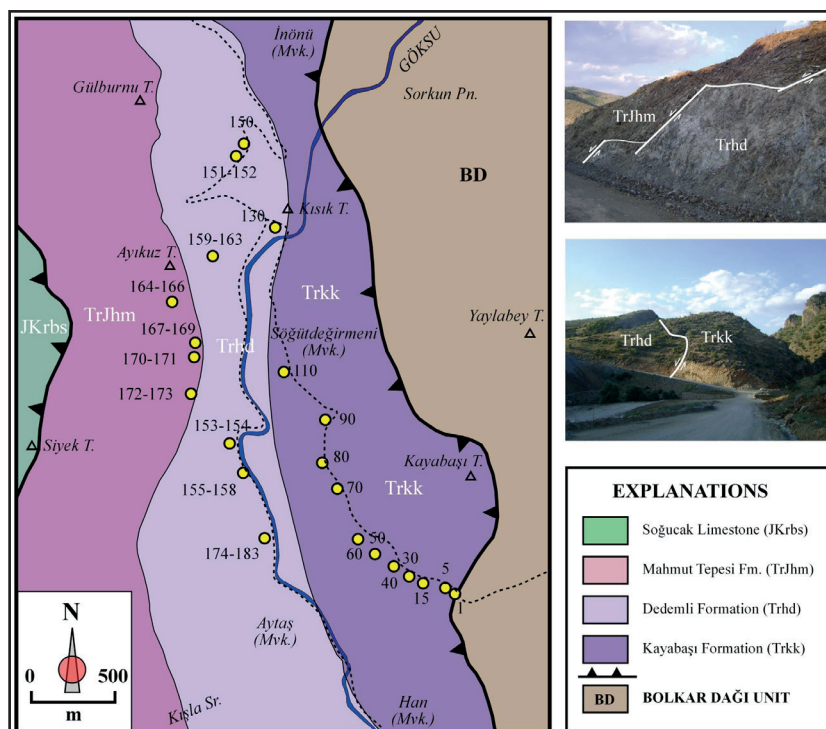 İnönü
(Mvk.)
GÖKSU
Gülburnu T.
Sorkun Pn.
150
BD
151-152
Kısık T.
130
159-163
Ayıkuz T.
164-166
Trkk
JKrbs
TrJhm
Yaylabey T.
167-169
Trhd
Söğütdeğirmeni
(Mvk.)
170-171
110
172-173
90
153-154
Siyek T.
80
Kayabaşı T.
155-158
70
Trkk
50
174-183
60
30
5
40
15
1
N
Aytaş
(Mvk.)
0 500
m
Kışla Sr.
Han
(Mvk.)
TrJhm
Trhd
Trhd
Trkk
EXPLANATIONS
Soğucak Limestone (JKrbs)
Mahmut Tepesi Fm. (TrJhm)
Dedemli Formation (Trhd)
Kayabaşı Formation (Trkk)
BD BOLKAR DAĞI UNIT